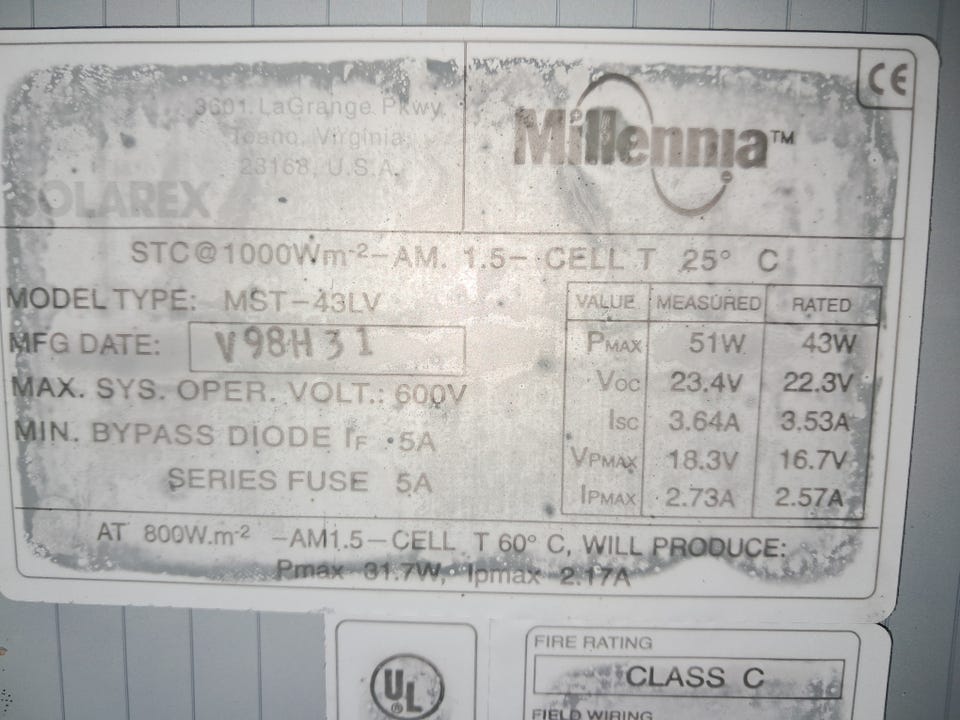 3601 LaGrange Pkwy.
Toano, Virginia
23168, U.S.A.
SOLAREX
Millennia™
CE
STC@1000Wm-2-AM. 1.5- CELL T 25° C
MODEL TYPE: MST-43LV
MFG DATE: V98H31
MAX. SYS. OPER. VOLT.: 600V
MIN. BYPASS DIODE IF 5A
SERIES FUSE 5A
VALUE MEASURED RATED
PMAX 51W 43W
VOC 23.4V 22.3V
ISC 3.64A 3.53A
VPMAX 18.3V 16.7V
IPMAX 2.73A 2.57A
AT 800W.m-2 -AM1.5-CELL T 60° C, WILL PRODUCE:
Pmax 31.7W, Ipmax 2.17A
UL
®
FIRE RATING
CLASS C
FIELD WIRING